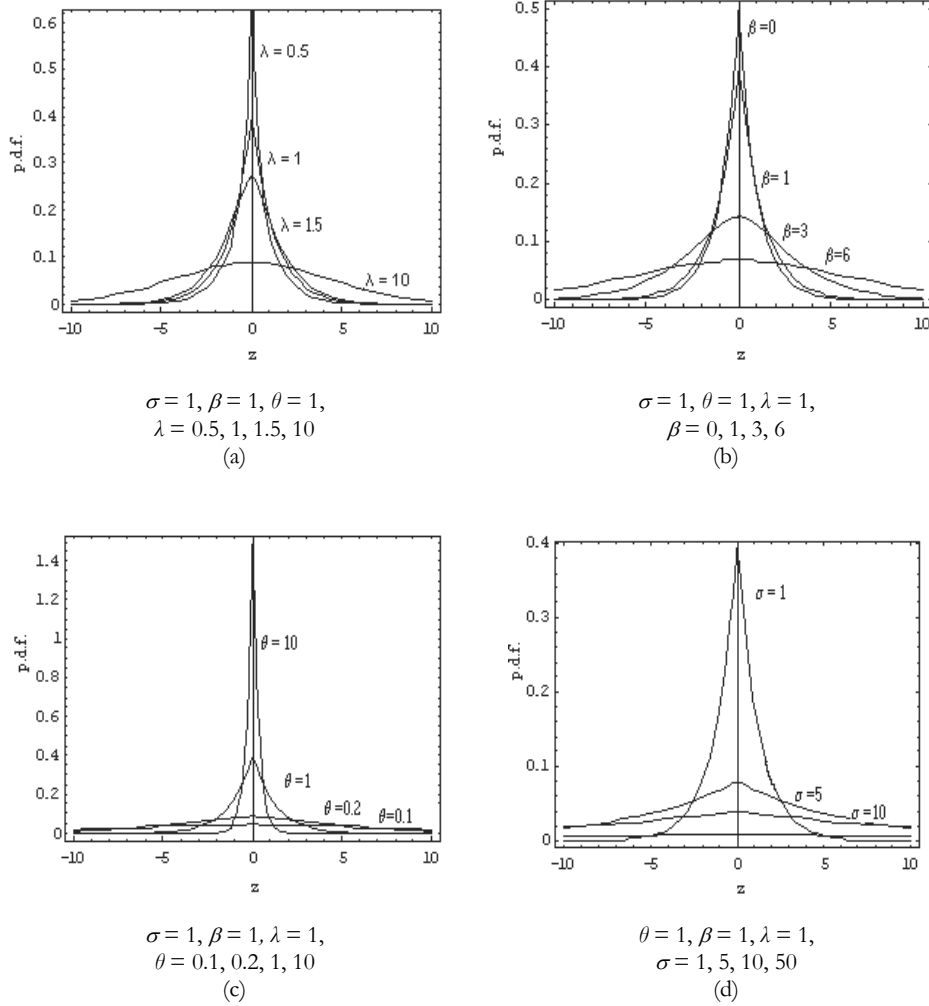 0.6
0.5
0.4
0.3
0.2
0.1
0
p.d.f.
λ = 0.5
λ = 1
λ = 1.5
λ = 10
-10 -5 0 5 10
z
σ = 1, β = 1, θ = 1,
λ = 0.5, 1, 1.5, 10
(a)
0.5
0.4
0.3
0.2
0.1
0
p.d.f.
β=0
β=1
β=3
β=6
-10 -5 0 5 10
z
σ = 1, θ = 1, λ = 1,
β = 0, 1, 3, 6
(b)
1.4
1.2
1
0.8
0.6
0.4
0.2
0
p.d.f.
θ = 10
θ =1
θ =0.2
θ =0.1
-10 -5 0 5 10
z
σ = 1, β = 1, λ = 1,
θ = 0.1, 0.2, 1, 10
(c)
0.4
0.3
0.2
0.1
0
p.d.f.
σ = 1
σ =5
σ =10
-10 -5 0 5 10
z
θ = 1, β = 1, λ = 1,
σ = 1, 5, 10, 50
(d)